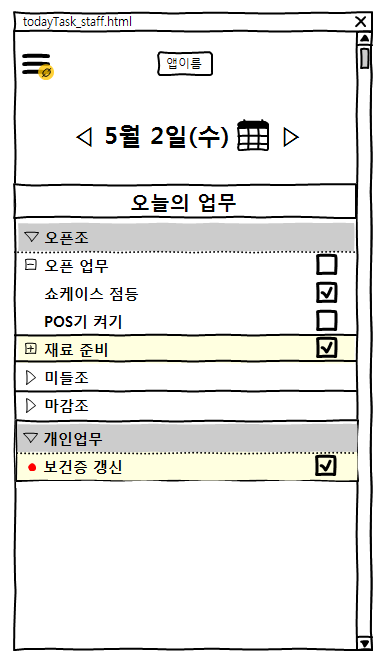 todayTask_staff.html
앱이름
5월 2일(수)
오늘의 업무
오픈조
오픈 업무
쇼케이스 점등
POS기 켜기
재료 준비
미들조
마감조
개인업무
보건증 갱신